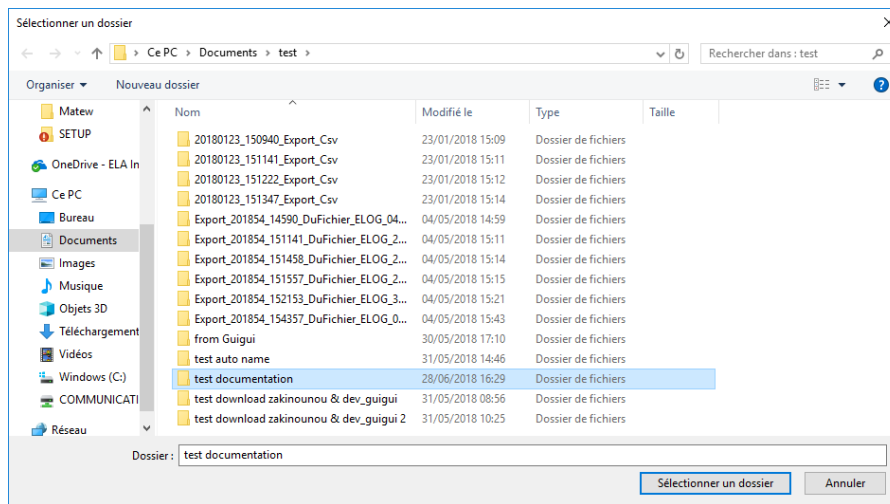 Sélectionner un dossier
Ce PC > Documents > test >
Rechercher dans : test
Organiser
Nouveau dossier
Nom Modifié le Type Taille
Matew
SETUP
OneDrive - ELA In
Ce PC
Bureau
Documents
Images
Musique
Objets 3D
Téléchargement
Vidéos
Windows (C:)
COMMUNICATI
Réseau
20180123_150940_Export_Csv 23/01/2018 15:09 Dossier de fichiers
20180123_151141_Export_Csv 23/01/2018 15:11 Dossier de fichiers
20180123_151222_Export_Csv 23/01/2018 15:12 Dossier de fichiers
20180123_151347_Export_Csv 23/01/2018 15:14 Dossier de fichiers
Export_201854_14590_DuFichier_ELOG_04... 04/05/2018 14:59 Dossier de fichiers
Export_201854_151141_DuFichier_ELOG_2... 04/05/2018 15:11 Dossier de fichiers
Export_201854_151458_DuFichier_ELOG_2... 04/05/2018 15:14 Dossier de fichiers
Export_201854_151557_DuFichier_ELOG_2... 04/05/2018 15:15 Dossier de fichiers
Export_201854_152153_DuFichier_ELOG_3... 04/05/2018 15:21 Dossier de fichiers
Export_201854_154357_DuFichier_ELOG_0... 04/05/2018 15:43 Dossier de fichiers
from Guigui 30/05/2018 17:10 Dossier de fichiers
test auto name 31/05/2018 14:46 Dossier de fichiers
test documentation 28/06/2018 16:29 Dossier de fichiers
test download zakinounou & dev_guigui 31/05/2018 08:56 Dossier de fichiers
test download zakinounou & dev_guigui 2 31/05/2018 10:25 Dossier de fichiers
Dossier : test documentation
Sélectionner un dossier
Annuler